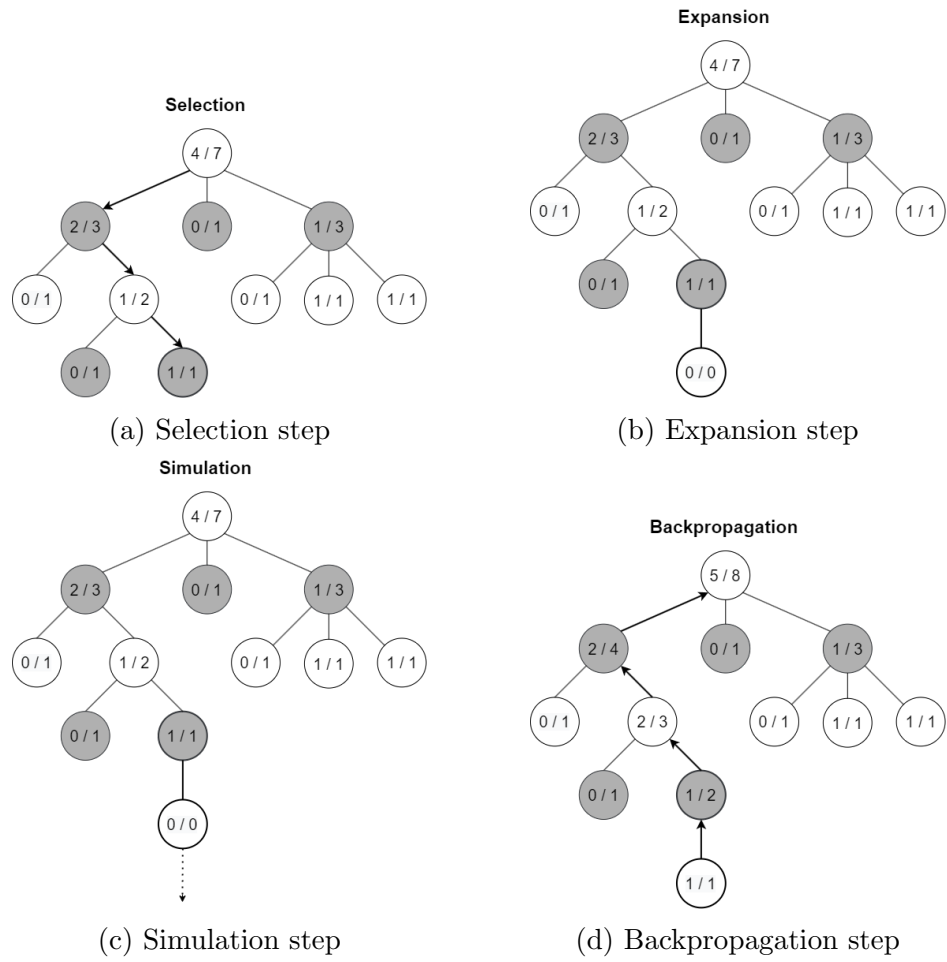 Selection
4 / 7
2 / 3 0 / 1 1 / 3
0 / 1 1 / 2 0 / 1 1 / 1 1 / 1
0 / 1 1 / 1
(a) Selection step
Expansion
4 / 7
2 / 3 0 / 1 1 / 3
0 / 1 1 / 2 0 / 1 1 / 1 1 / 1
0 / 1 1 / 1
0 / 0
(b) Expansion step
Simulation
4 / 7
2 / 3 0 / 1 1 / 3
0 / 1 1 / 2 0 / 1 1 / 1 1 / 1
0 / 1 1 / 1
0 / 0
(c) Simulation step
Backpropagation
5 / 8
2 / 4 0 / 1 1 / 3
0 / 1 2 / 3 0 / 1 1 / 1 1 / 1
0 / 1 1 / 2
1 / 1
(d) Backpropagation step